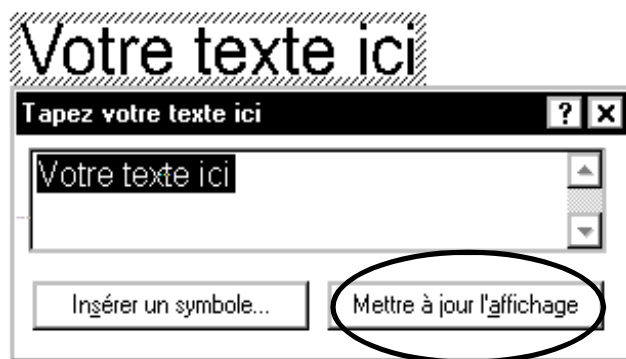 Votre texte ici
Tapez votre texte ici ? ×
Votre texte ici
Insérer un symbole... Mettre à jour l'affichage